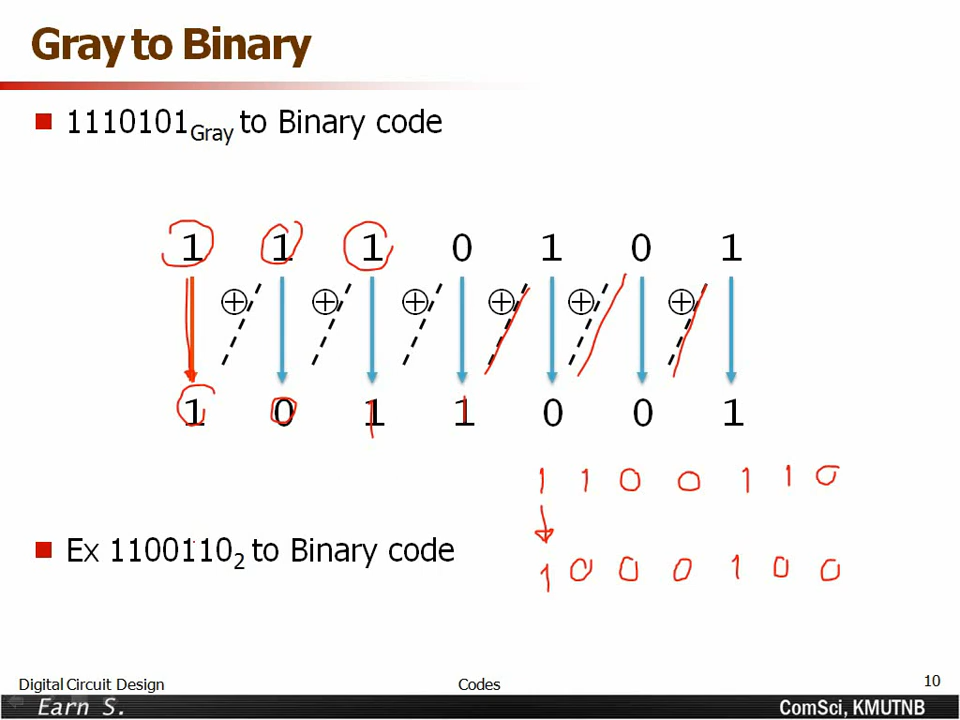 Gray to Binary
1110101Gray to Binary code
1 1 1 0 1 0 1
⊕ ⊕ ⊕ ⊕ ⊕ ⊕
1 0 1 1 0 0 1
1 1 0 0 1 1 0
Ex 1100110₂ to Binary code
1 0 0 0 1 0 0
Digital Circuit Design Codes 10
Earn S. ComSci, KMUTNB